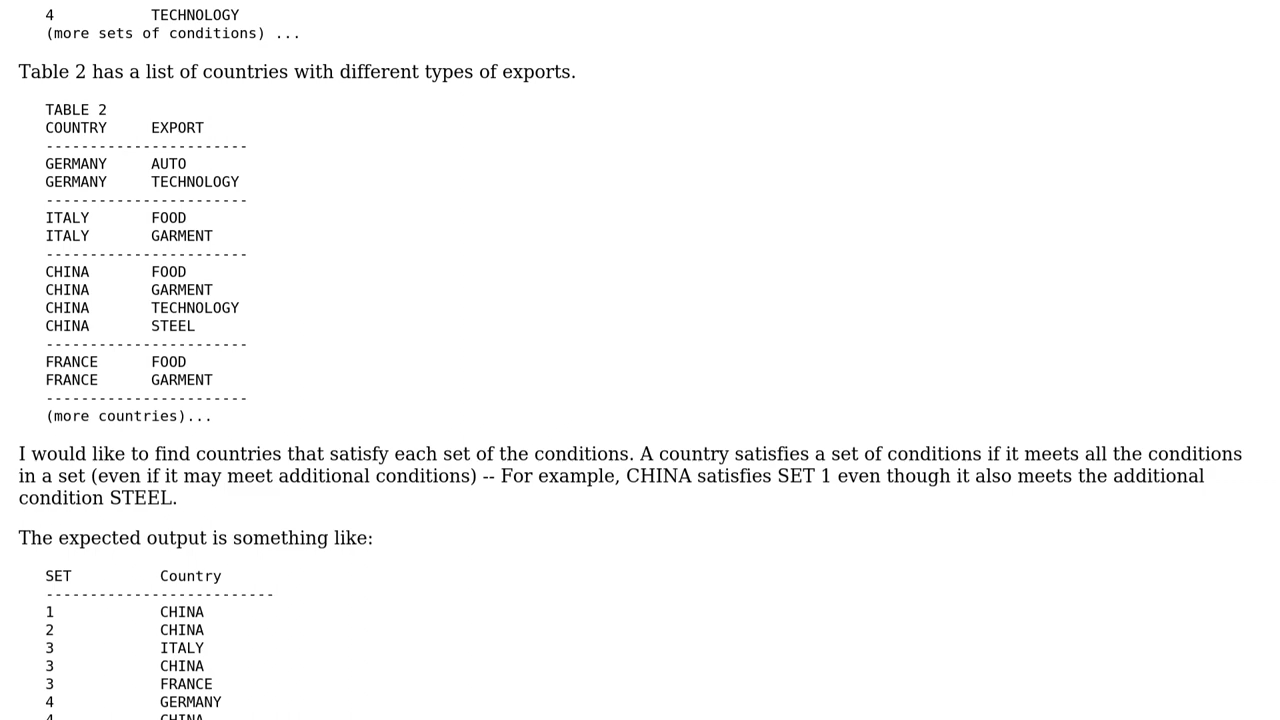 4           TECHNOLOGY
(more sets of conditions) ...
Table 2 has a list of countries with different types of exports.
TABLE 2
COUNTRY     EXPORT
-----------------------
GERMANY     AUTO
GERMANY     TECHNOLOGY
-----------------------
ITALY       FOOD
ITALY       GARMENT
-----------------------
CHINA       FOOD
CHINA       GARMENT
CHINA       TECHNOLOGY
CHINA       STEEL
-----------------------
FRANCE      FOOD
FRANCE      GARMENT
-----------------------
(more countries)...
I would like to find countries that satisfy each set of the conditions. A country satisfies a set of conditions if it meets all the conditions
in a set (even if it may meet additional conditions) -- For example, CHINA satisfies SET 1 even though it also meets the additional
condition STEEL.
The expected output is something like:
SET          Country
--------------------------
1            CHINA
2            CHINA
3            ITALY
3            CHINA
3            FRANCE
4            GERMANY
4            CHINA